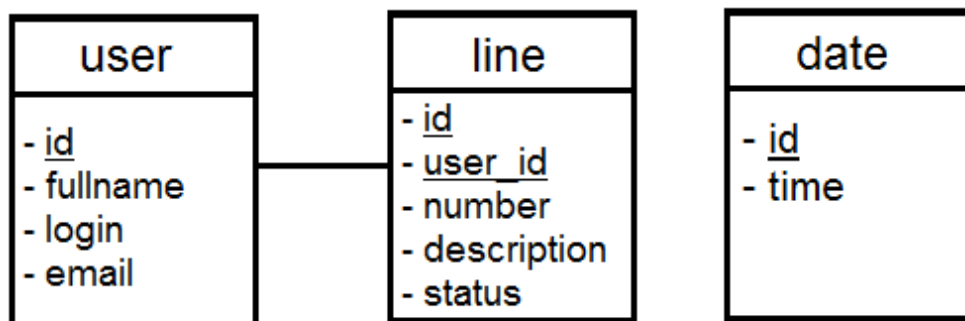 user
- id
- fullname
- login
- email
line
- id
- user_id
- number
- description
- status
date
- id
- time